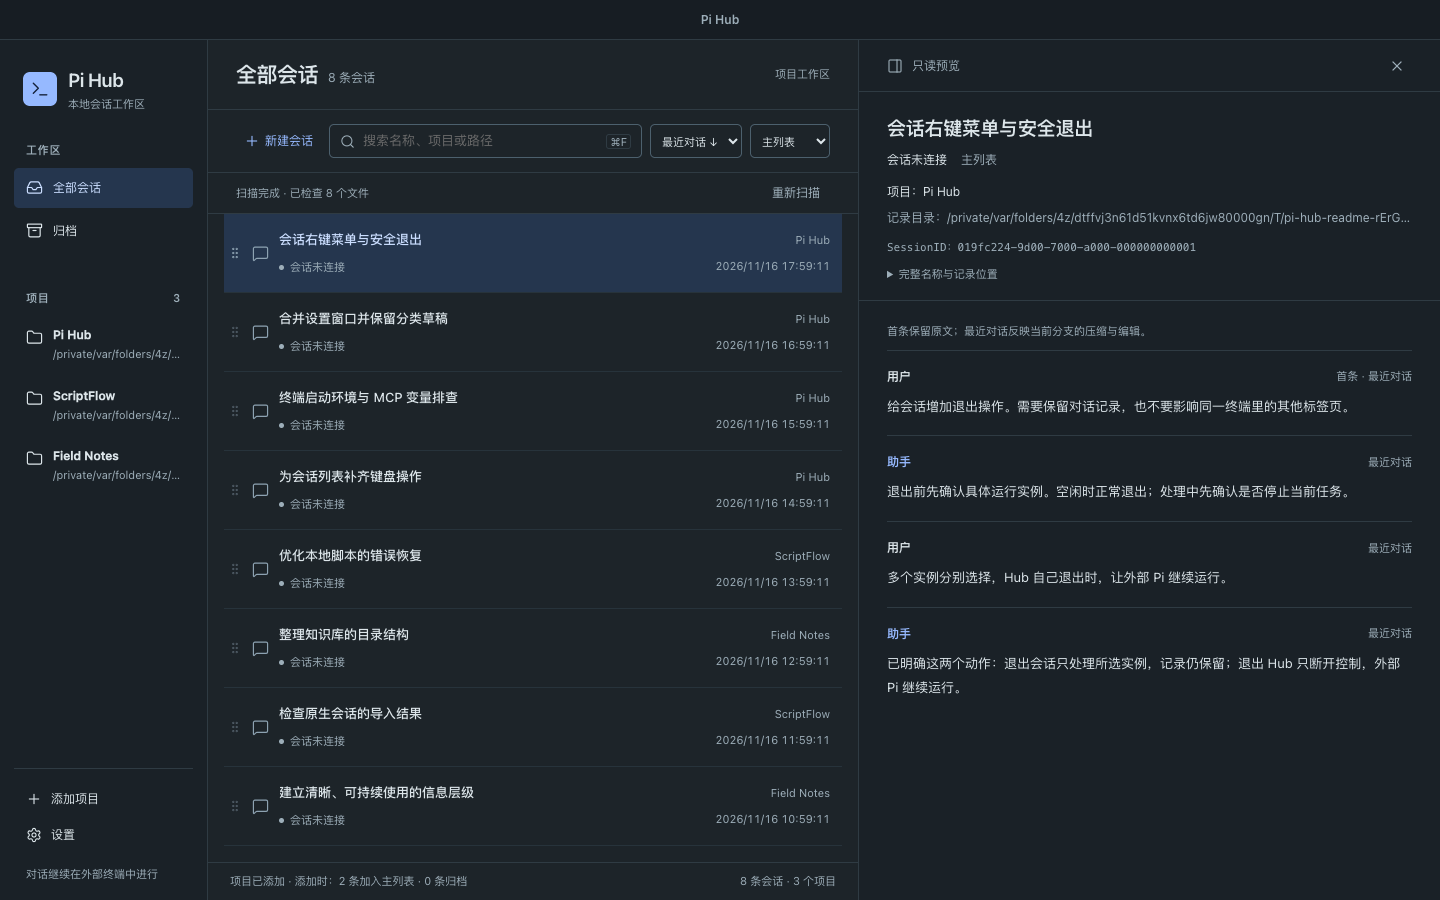 Pi Hub
Pi Hub
本地会话工作区
工作区
全部会话
归档
项目 3
Pi Hub
/private/var/folders/4z/...
ScriptFlow
/private/var/folders/4z/...
Field Notes
/private/var/folders/4z/...
添加项目
设置
对话继续在外部终端中进行
全部会话 8 条会话 项目工作区
新建会话 搜索名称、项目或路径 ⌘F 最近对话 ↓ 主列表
扫描完成 · 已检查 8 个文件 重新扫描
会话右键菜单与安全退出 Pi Hub
会话未连接 2026/11/16 17:59:11
合并设置窗口并保留分类草稿 Pi Hub
会话未连接 2026/11/16 16:59:11
终端启动环境与 MCP 变量排查 Pi Hub
会话未连接 2026/11/16 15:59:11
为会话列表补齐键盘操作 Pi Hub
会话未连接 2026/11/16 14:59:11
优化本地脚本的错误恢复 ScriptFlow
会话未连接 2026/11/16 13:59:11
整理知识库的目录结构 Field Notes
会话未连接 2026/11/16 12:59:11
检查原生会话的导入结果 ScriptFlow
会话未连接 2026/11/16 11:59:11
建立清晰、可持续使用的信息层级 Field Notes
会话未连接 2026/11/16 10:59:11
项目已添加 · 添加时：2 条加入主列表 · 0 条归档 8 条会话 · 3 个项目
只读预览
会话右键菜单与安全退出
会话未连接 主列表
项目：Pi Hub
记录目录：/private/var/folders/4z/dtffvj3n61d51kvnx6td6jw80000gn/T/pi-hub-readme-rErG...
SessionID：019fc224-9d00-7000-a000-000000000001
完整名称与记录位置
首条保留原文；最近对话反映当前分支的压缩与编辑。
用户 首条 · 最近对话
给会话增加退出操作。需要保留对话记录，也不要影响同一终端里的其他标签页。
助手 最近对话
退出前先确认具体运行实例。空闲时正常退出；处理中先确认是否停止当前任务。
用户 最近对话
多个实例分别选择，Hub 自己退出时，让外部 Pi 继续运行。
助手 最近对话
已明确这两个动作：退出会话只处理所选实例，记录仍保留；退出 Hub 只断开控制，外部
Pi 继续运行。